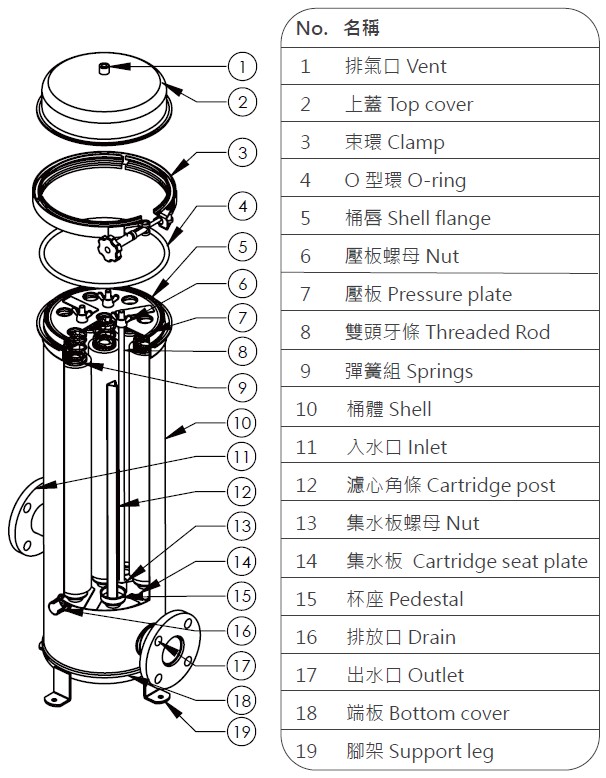 No. 名稱
1 排氣口 Vent
2 上蓋 Top cover
3 束環 Clamp
4 O 型環 O-ring
5 桶唇 Shell flange
6 壓板螺母 Nut
7 壓板 Pressure plate
8 雙頭牙條 Threaded Rod
9 彈簧組 Springs
10 桶體 Shell
11 入水口 Inlet
12 濾心角條 Cartridge post
13 集水板螺母 Nut
14 集水板 Cartridge seat plate
15 杯座 Pedestal
16 排放口 Drain
17 出水口 Outlet
18 端板 Bottom cover
19 腳架 Support leg
1
2
3
4
5
6
7
8
9
10
11
12
13
14
15
16
17
18
19